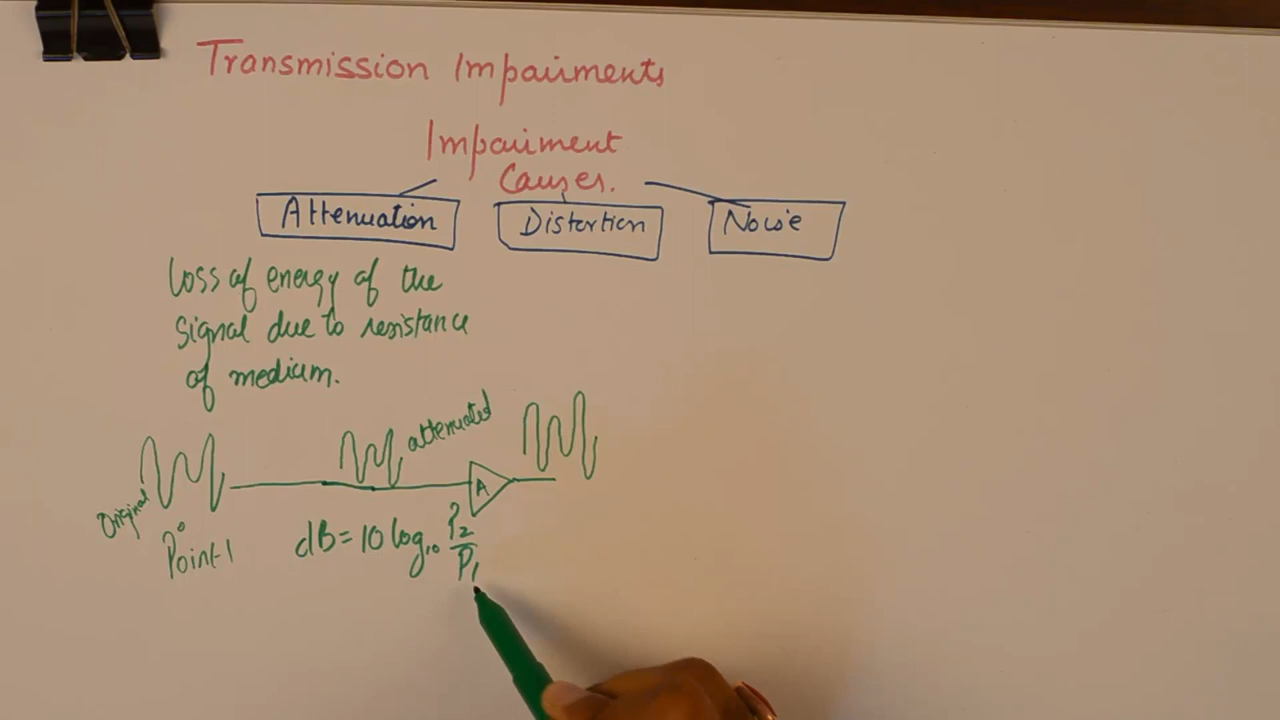 Transmission Impairments
Impairment
Causes.
Attenuation
Distortion
Noise
Loss of energy of the
signal due to resistance
of medium.
attenuated
A
Original
Point-1
dB = 10 log₁₀ P₂/P₁